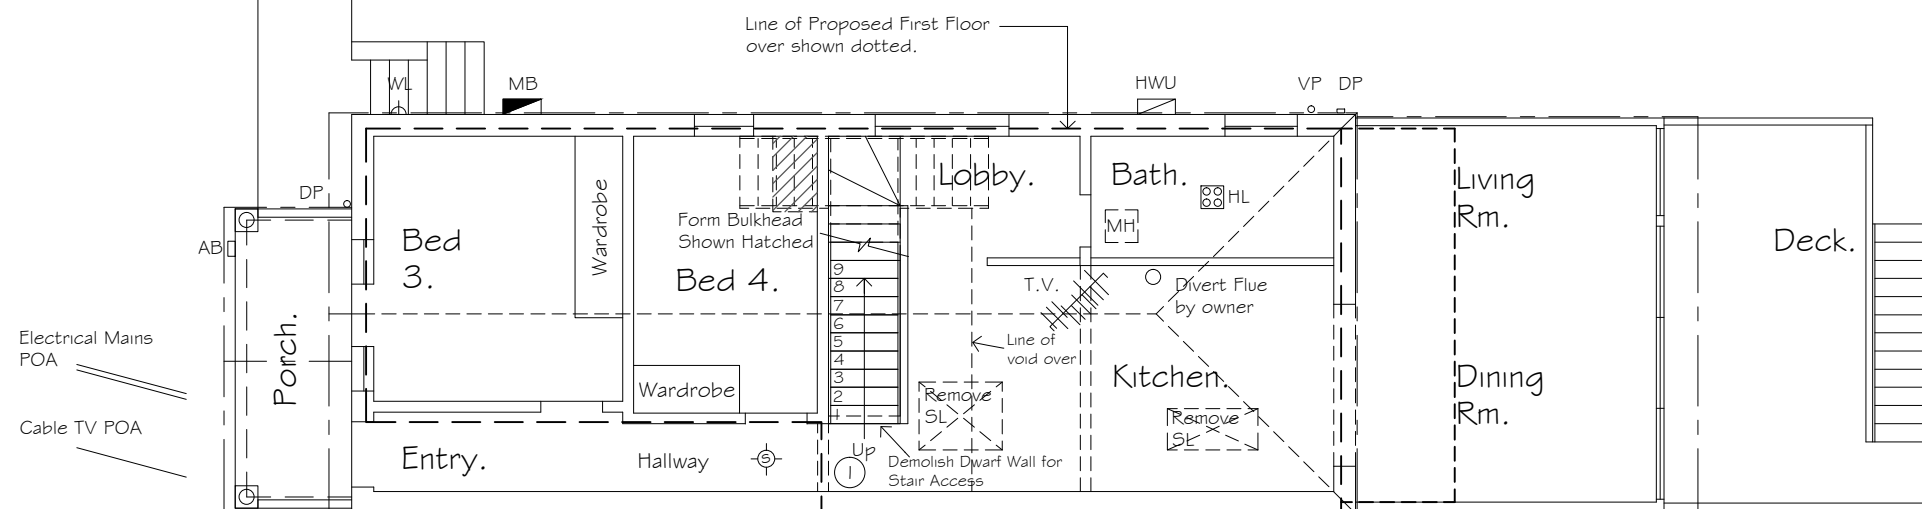 Line of Proposed First Floor
over shown dotted.
WL
MB
HWU
VP
DP
DP
AB
Bed
3.
Wardrobe
Form Bulkhead
Shown Hatched
Bed 4.
Wardrobe
Lobby.
Bath.
HL
MH
Living
Rm.
Deck.
T.V.
Divert Flue
by owner
Line of
void over
9
8
7
6
5
4
3
2
1
Up
Remove
SL
Kitchen.
Remove
SL
Dining
Rm.
Porch.
Electrical Mains
POA
Cable TV POA
Entry.
Hallway
S
1
Demolish Dwarf Wall for
Stair Access